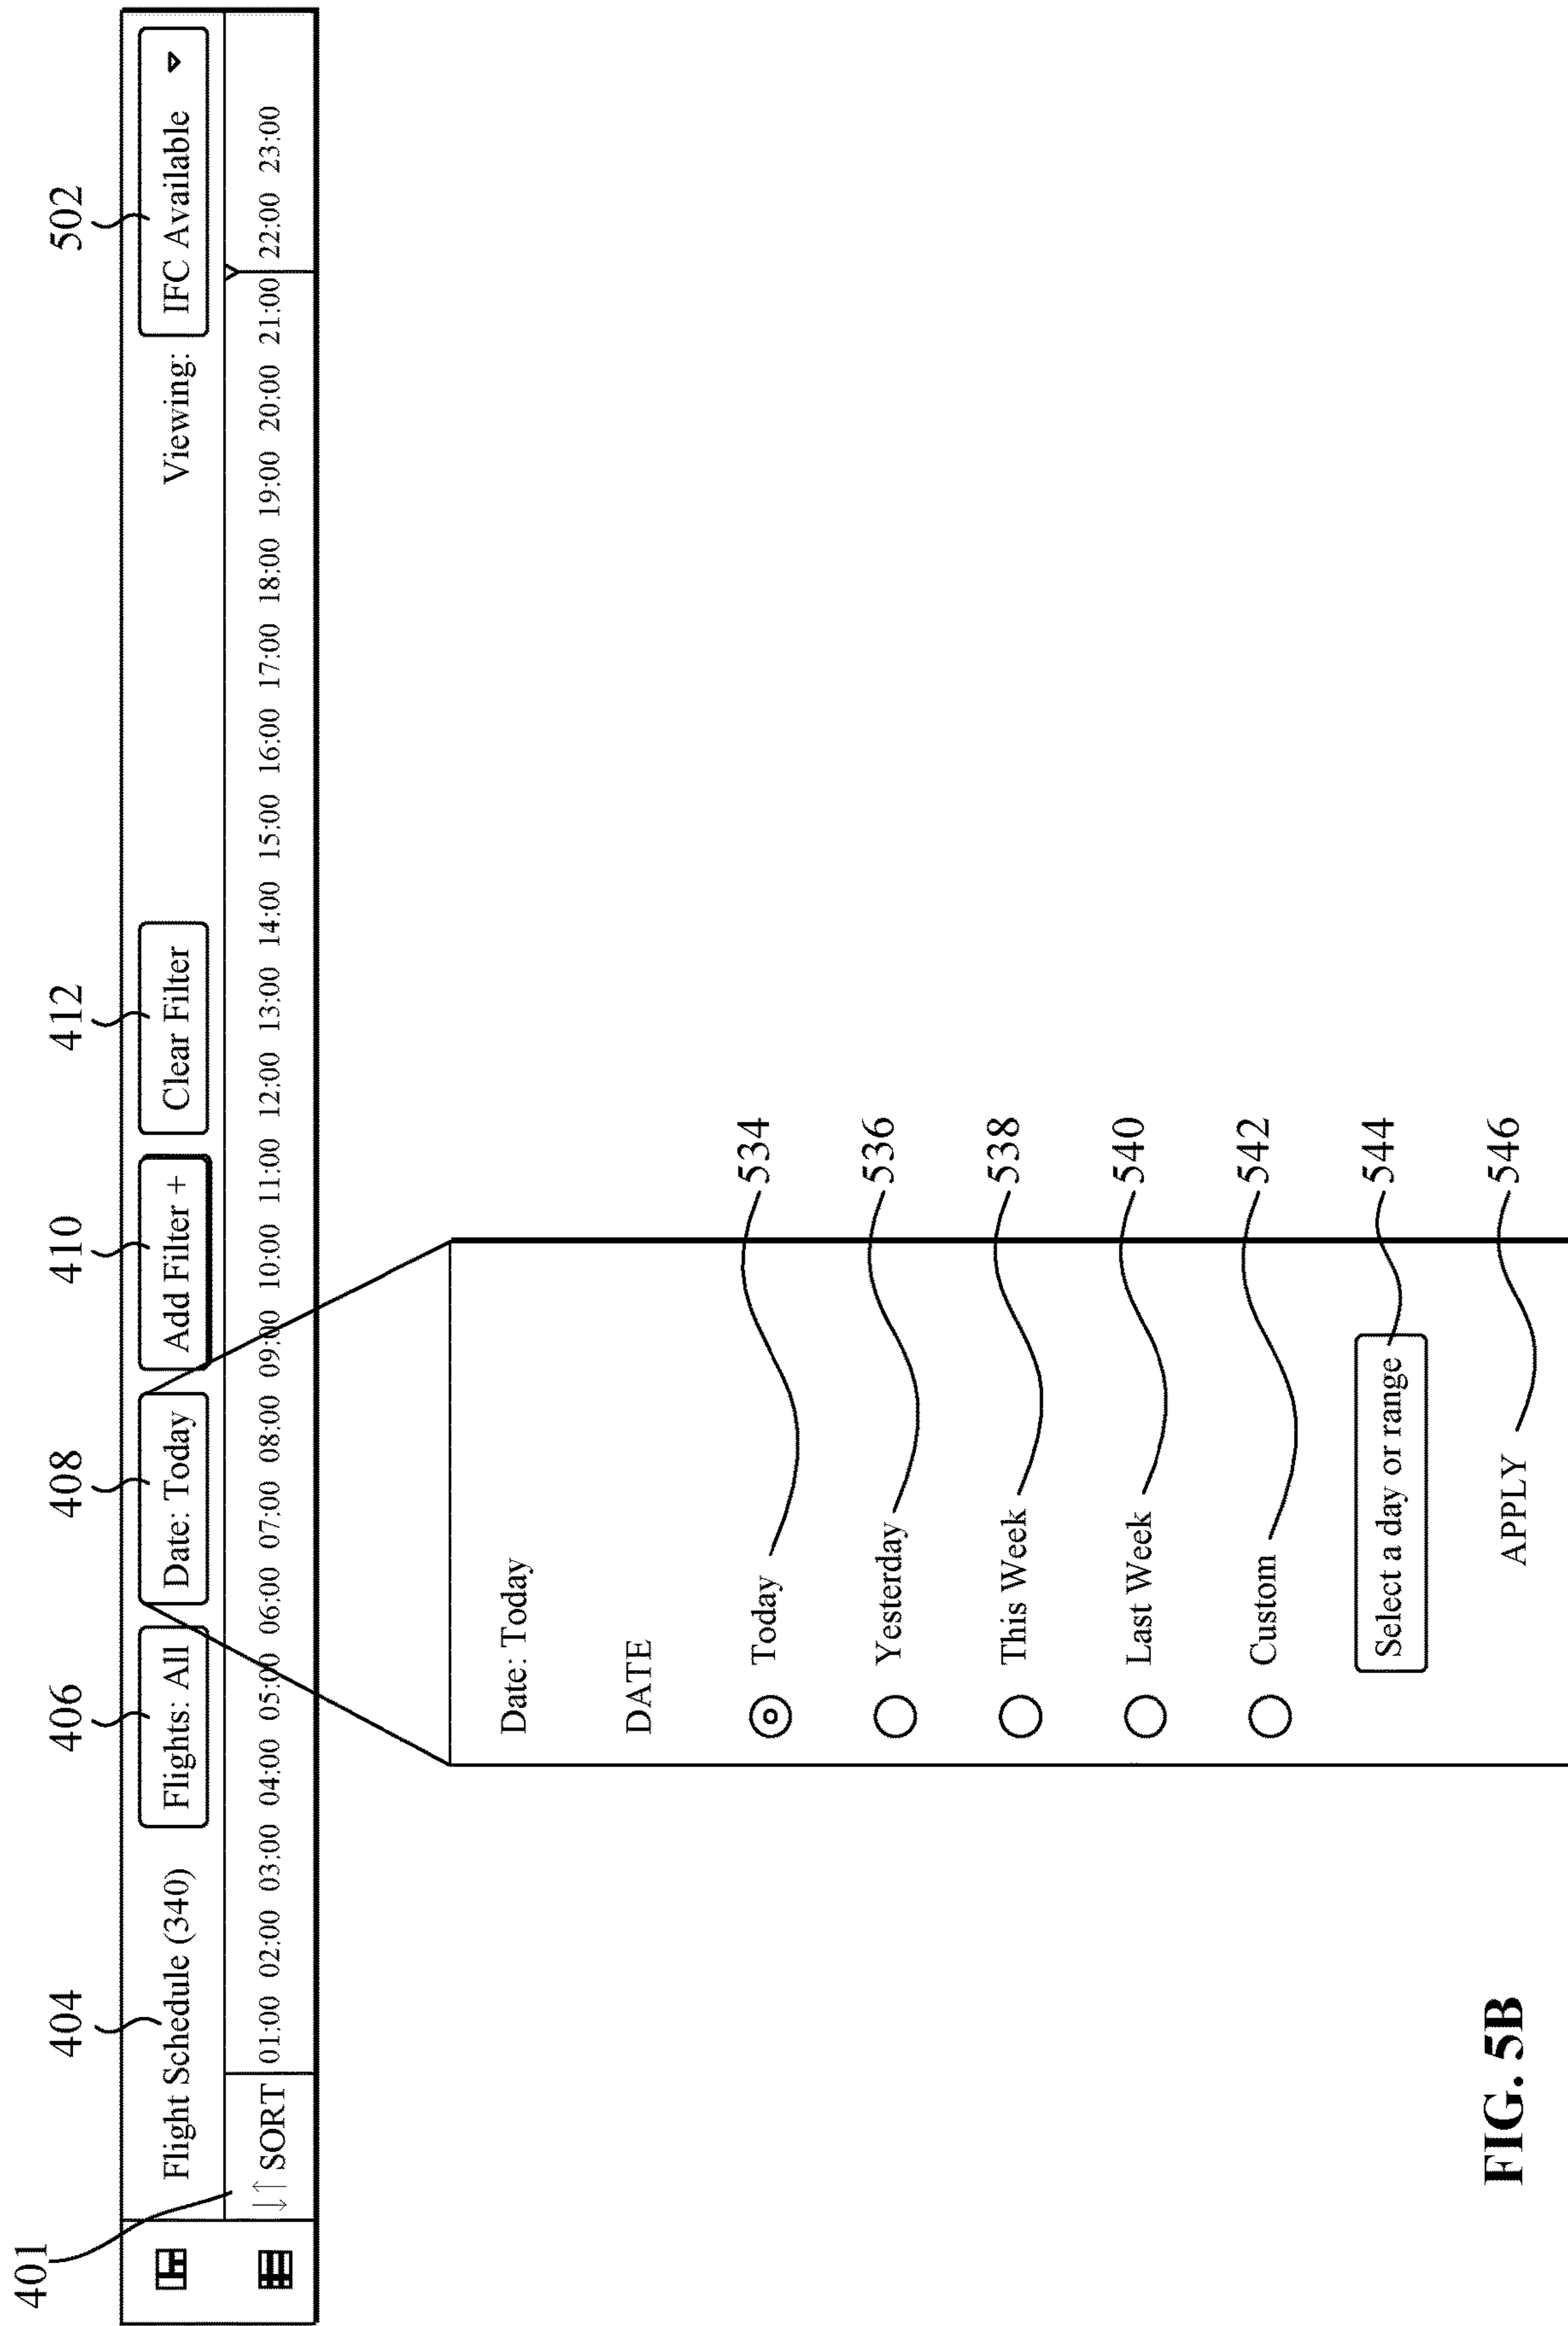 401
404
406
408
410
412
502
Flight Schedule (340)
Flights: All
Date: Today
Add Filter +
Clear Filter
Viewing:
IFC Available
↓↑ SORT
01:00 02:00 03:00 04:00 05:00 06:00 07:00 08:00 09:00 10:00 11:00 12:00 13:00 14:00 15:00 16:00 17:00 18:00 19:00 20:00 21:00 22:00 23:00
Date: Today
DATE
Today 534
Yesterday 536
This Week 538
Last Week 540
Custom 542
Select a day or range 544
APPLY 546
FIG. 5B